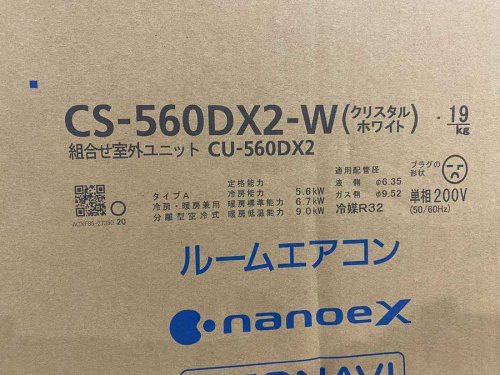 CS-560DX2-W(クリスタルホワイト)
19kg
組合せ室外ユニット CU-560DX2
タイプA
冷房・暖房兼用
分離型空冷式
定格能力
冷房能力 5.6kW
暖房標準能力 6.7kW
暖房低温能力 9.0kW
適用配管径
液 側 φ6.35
ガス側 φ9.52
冷媒R32
プラグの形状
単相200V
(50/60Hz)
20
ルームエアコン
nanoeX